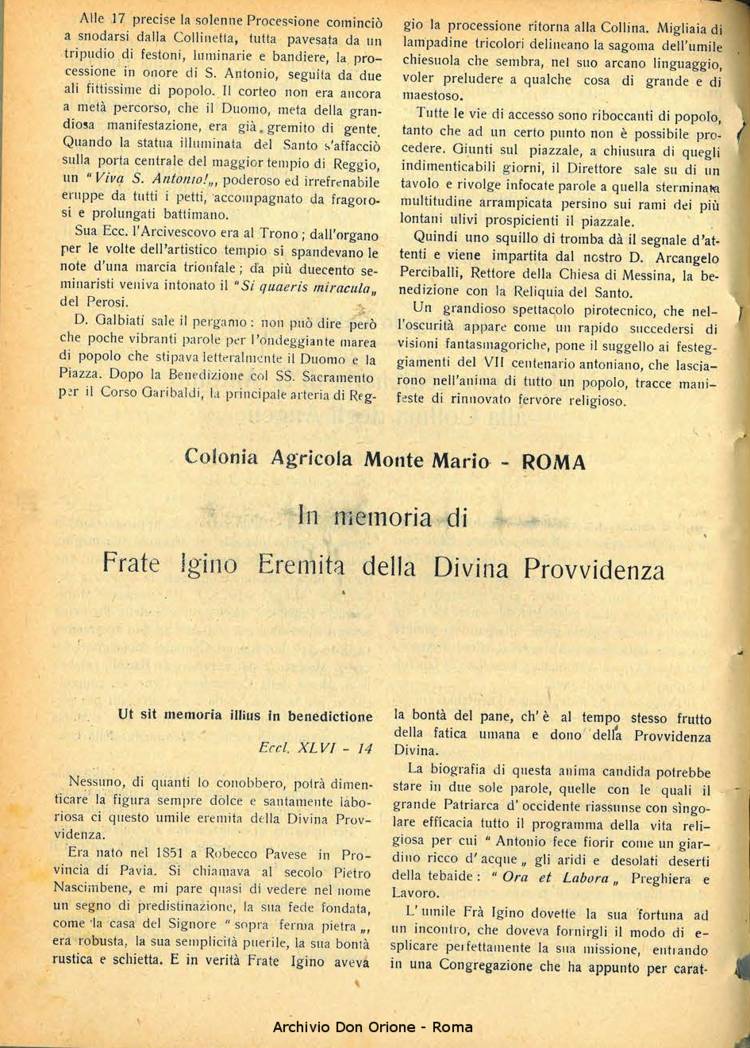 Alle 17 precise la solenne Processione cominciò
a snodarsi dalla Collinetta, tutta pavesata da un
tripudio di festoni, luminarie e bandiere, la pro-
cessione in onore di S. Antonio, seguita da due
ali fittissime di popolo. Il corteo non era ancora
a metà percorso, che il Duomo, meta della gran-
diosa manifestazione, era già gremito di gente.
Quando la statua illuminata del Santo s'affacciò
sulla porta centrale del maggior tempio di Reggio,
un "Viva S. Antonio!„, poderoso ed irrefrenabile
eruppe da tutti i petti, accompagnato da fragoro-
si e prolungati battimano.
Sua Ecc. l'Arcivescovo era al Trono; dall'organo
per le volte dell'artistico tempio si spandevano le
note d'una marcia trionfale; da più duecento se-
minaristi veniva intonato il "Si quaeris miracula„
del Perosi.
D. Galbiati sale il pergamo: non può dire però
che poche vibranti parole per l'ondeggiante marea
di popolo che stipava letteralmente il Duomo e la
Piazza. Dopo la Benedizione col SS. Sacramento
per il Corso Garibaldi, la principale arteria di Reg-
gio la processione ritorna alla Collina. Migliaia di
lampadine tricolori delineano la sagoma dell'umile
chiesuola che sembra, nel suo arcano linguaggio,
voler preludere a qualche cosa di grande e di
maestoso.
Tutte le vie di accesso sono riboccanti di popolo,
tanto che ad un certo punto non è possibile pro-
cedere. Giunti sul piazzale, a chiusura di quegli
indimenticabili giorni, il Direttore sale su di un
tavolo e rivolge infocate parole a quella sterminata
moltitudine arrampicata persino sui rami dei più
lontani ulivi prospicienti il piazzale.
Quindi uno squillo di tromba dà il segnale d'at-
tenti e viene impartita dal nostro D. Arcangelo
Perciballi, Rettore della Chiesa di Messina, la be-
nedizione con la Reliquia del Santo.
Un grandioso spettacolo pirotecnico, che nel-
l'oscurità appare come un rapido succedersi di
visioni fantasmagoriche, pone il suggello ai festeg-
giamenti del VII centenario antoniano, che lascia-
rono nell'anima di tutto un popolo, tracce mani-
feste di rinnovato fervore religioso.
Colonia Agricola Monte Mario - ROMA
In memoria di
Frate Igino Eremita della Divina Provvidenza
Ut sit memoria illius in benedictione
Eccl. XLVI - 14
Nessuno, di quanti lo conobbero, potrà dimen-
ticare la figura sempre dolce e santamente labo-
riosa ci questo umile eremita della Divina Prov-
videnza.
Era nato nel 1851 a Robecco Pavese in Pro-
vincia di Pavia. Si chiamava al secolo Pietro
Nascimbene, e mi pare quasi di vedere nel nome
un segno di predistinazione, la sua fede fondata,
come la casa del Signore "sopra ferma pietra„,
era robusta, la sua semplicità puerile, la sua bontà
rustica e schietta. E in verità Frate Igino aveva
la bontà del pane, ch'è al tempo stesso frutto
della fatica umana e dono della Provvidenza
Divina.
La biografia di questa anima candida potrebbe
stare in due sole parole, quelle con le quali il
grande Patriarca d'occidente riassunse con singo-
lare efficacia tutto il programma della vita reli-
giosa per cui "Antonio fece fiorir come un giar-
dino ricco d'acque„ gli aridi e desolati deserti
della tebaide: "Ora et Labora„ Preghiera e
Lavoro.
L'umile Frà Igino dovette la sua fortuna ad
un incontro, che doveva fornirgli il modo di e-
splicare perfettamente la sua missione, entrando
in una Congregazione che ha appunto per carat-
Archivio Don Orione - Roma